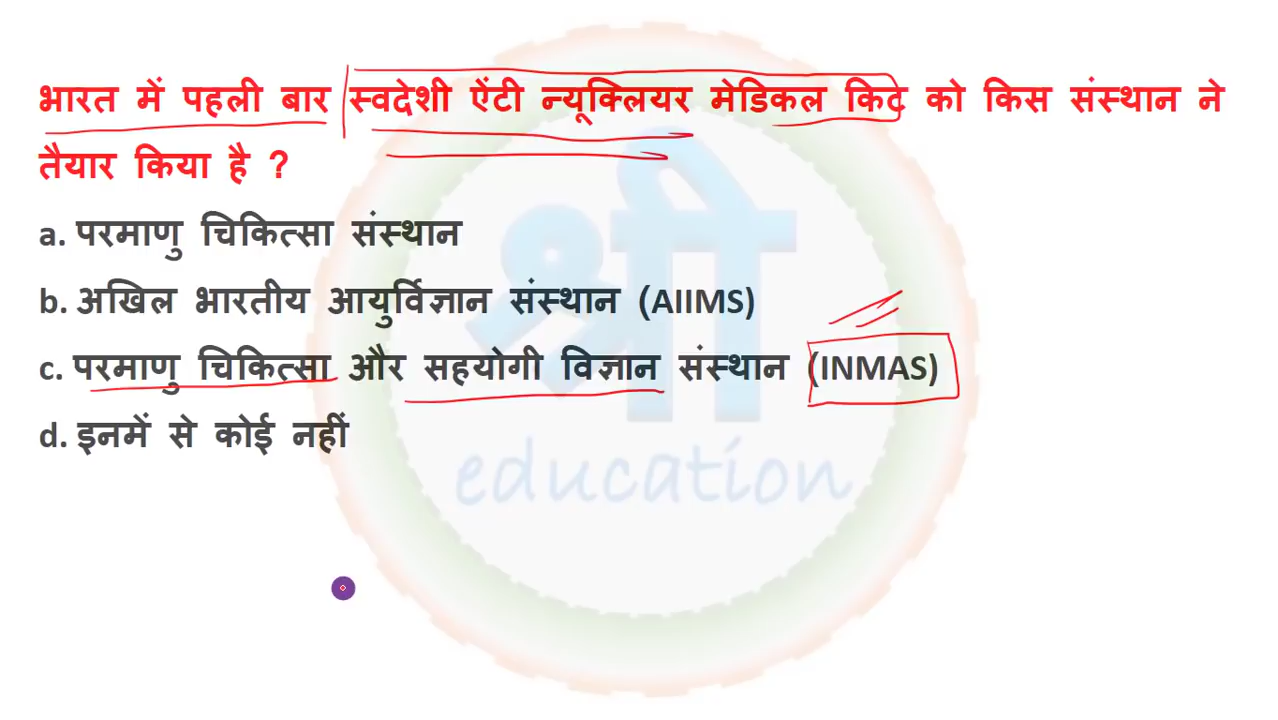 भारत में पहली बार स्वदेशी ऐंटी न्यूक्लियर मेडिकल किट को किस संस्थान ने
तैयार किया है ?
a. परमाणु चिकित्सा संस्थान
b. अखिल भारतीय आयुर्विज्ञान संस्थान (AIIMS)
c. परमाणु चिकित्सा और सहयोगी विज्ञान संस्थान (INMAS)
d. इनमें से कोई नहीं
श्री
education